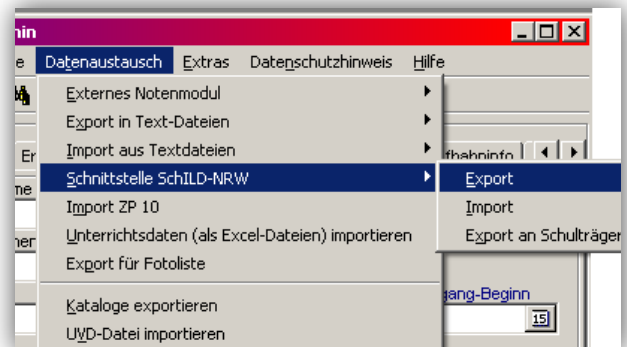 Datenaustausch Extras Datenschutzhinweis Hilfe
Externes Notenmodul
Export in Text-Dateien
Import aus Textdateien
Schnittstelle SchILD-NRW
Export
Import ZP 10
Import
Unterrichtsdaten (als Excel-Dateien) importieren
Export an Schulträger
Export für Fotoliste
Kataloge exportieren
gang-Beginn
15
UVD-Datei importieren